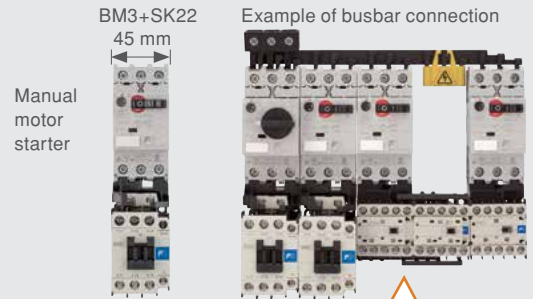 BM3+SK22
45 mm
Example of busbar connection
Manual
motor
starter